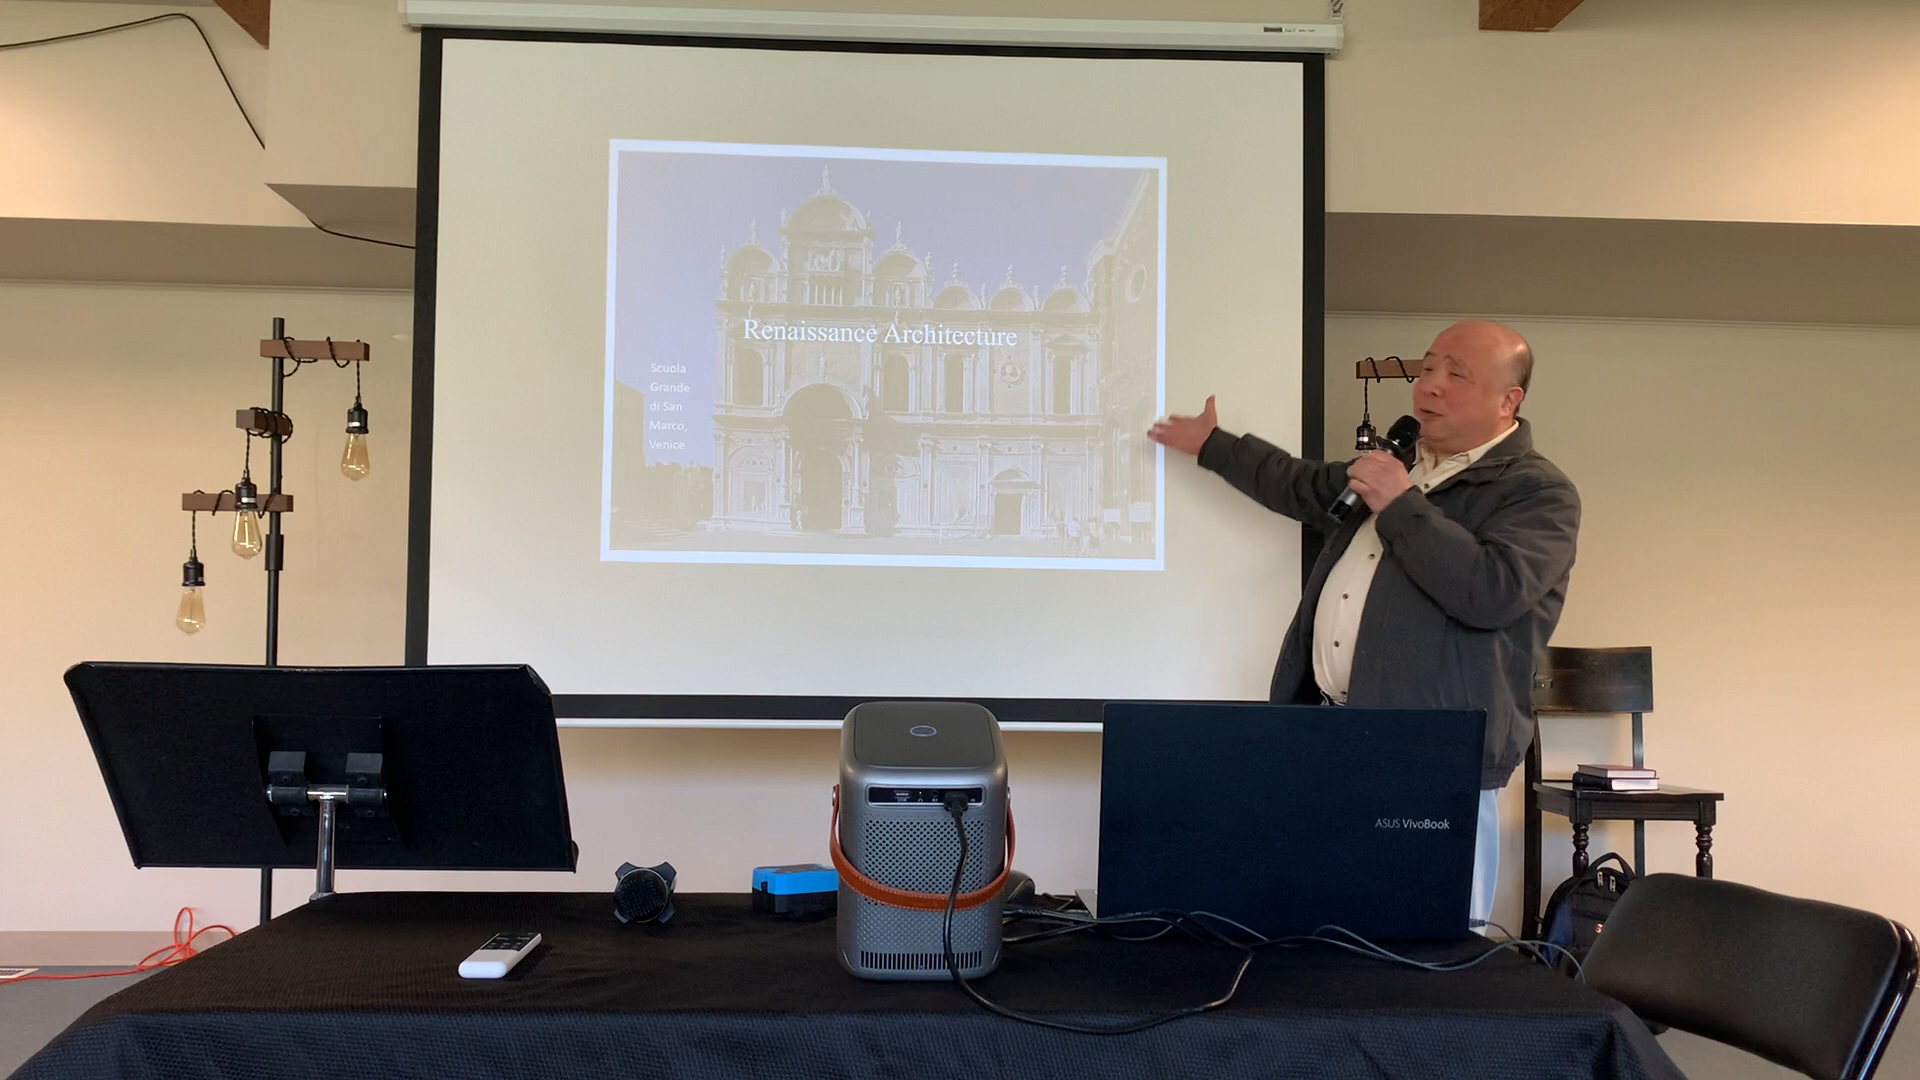 Renaissance Architecture
Scuola
Grande
di San
Marco,
Venice
ASUS VivoBook